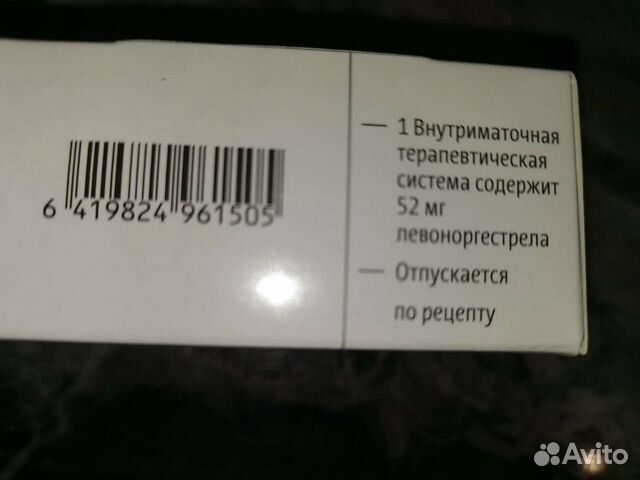 6 419824 961505
— 1 Внутриматочная
терапевтическая
система содержит
52 мг
левоноргестрела
— Отпускается
по рецепту
Avito